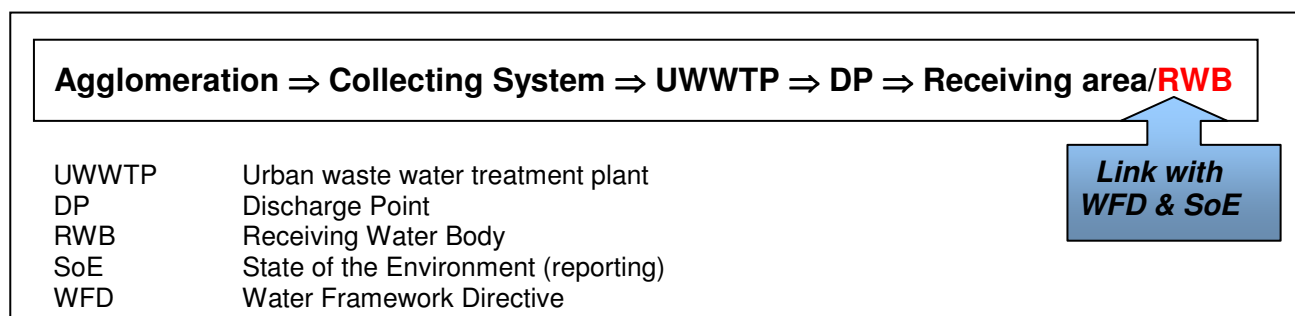 Agglomeration ⇒ Collecting System ⇒ UWWTP ⇒ DP ⇒ Receiving area/RWB
Link with
WFD & SoE
UWWTP Urban waste water treatment plant
DP Discharge Point
RWB Receiving Water Body
SoE State of the Environment (reporting)
WFD Water Framework Directive